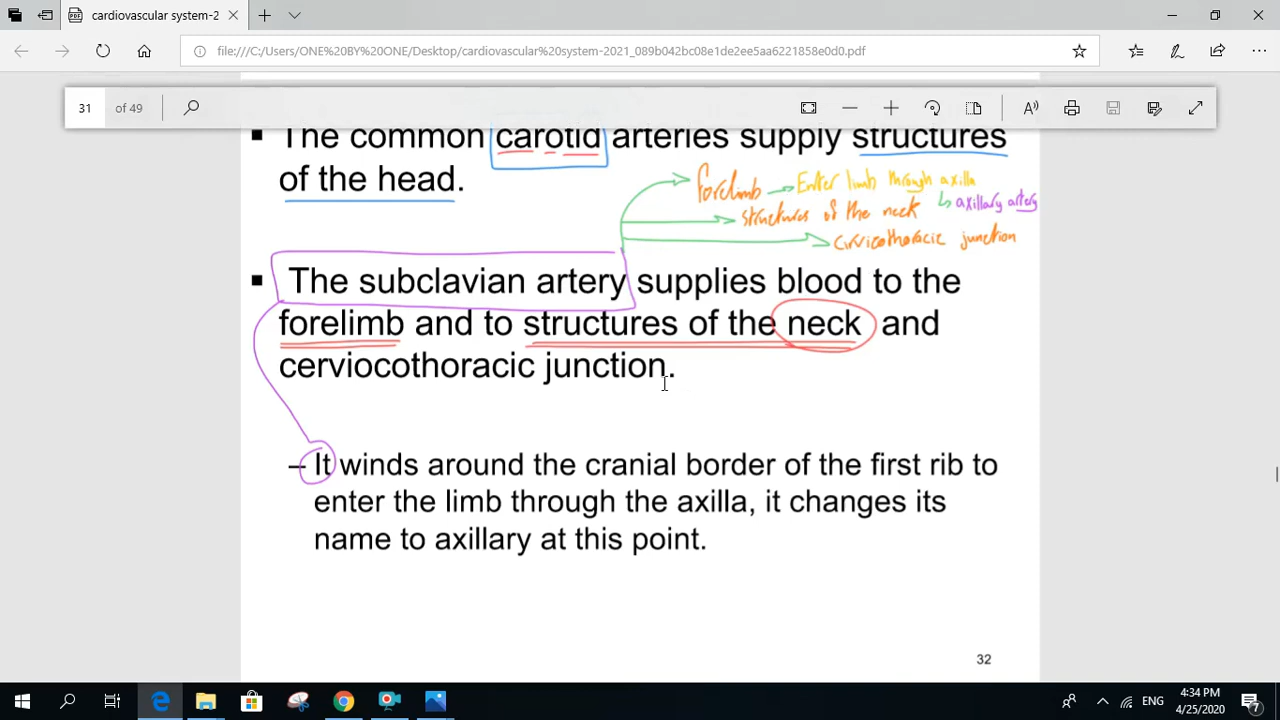 cardiovascular system-2
file:///C:/Users/ONE%20BY%20ONE/Desktop/cardiovascular%20system-2021_089b042bc08e1de2ee5aa6221858e0d0.pdf
31 of 49
The common carotid arteries supply structures
of the head.
forelimb Enter limb through axilla
axillary artery
structures of the neck
cirvicothoracic junction
The subclavian artery supplies blood to the
forelimb and to structures of the neck and
cerviocothoracic junction.
– It winds around the cranial border of the first rib to
enter the limb through the axilla, it changes its
name to axillary at this point.
32
ENG
4:34 PM
4/25/2020
7